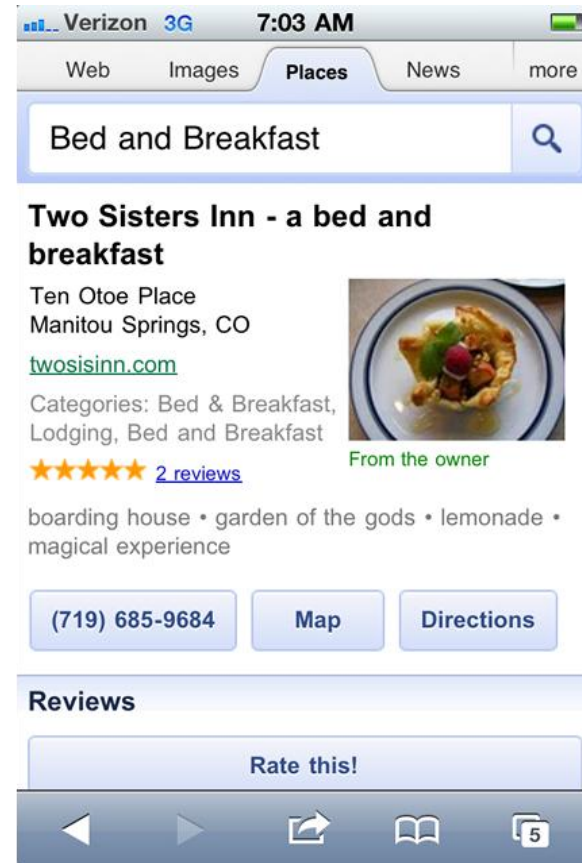 Verizon 3G 7:03 AM
Web Images Places News more
Bed and Breakfast
Two Sisters Inn - a bed and
breakfast
Ten Otoe Place
Manitou Springs, CO
twosisinn.com
Categories: Bed & Breakfast,
Lodging, Bed and Breakfast
2 reviews
From the owner
boarding house • garden of the gods • lemonade •
magical experience
(719) 685-9684 Map Directions
Reviews
Rate this!
5